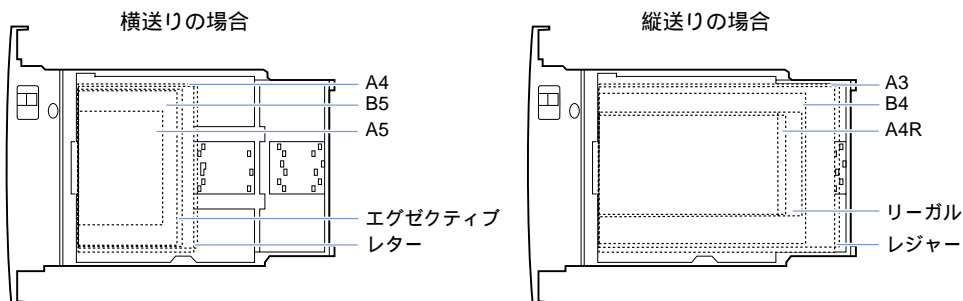 横送りの場合
A4
B5
A5
エグゼクティブ
レター
縦送りの場合
A3
B4
A4R
リーガル
レジャー